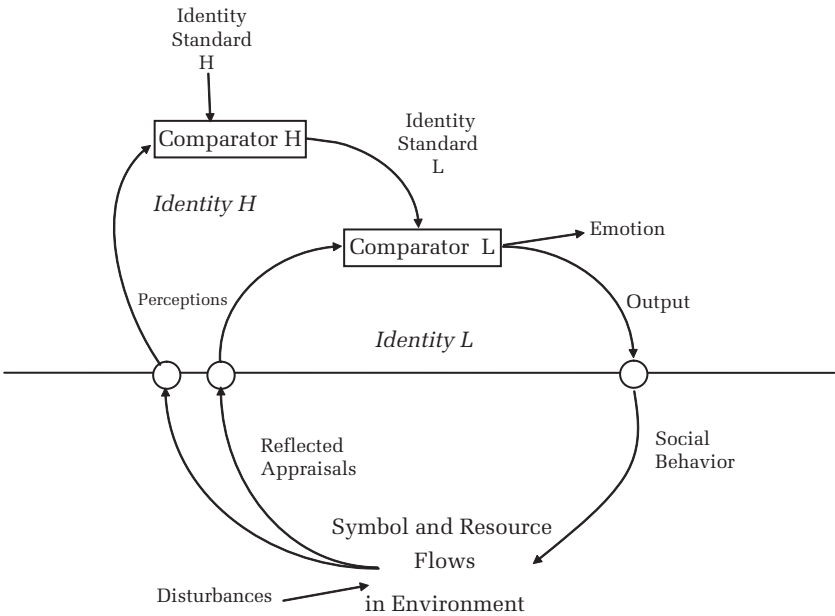 Identity
Standard
H
Comparator H
Identity
Standard
L
Identity H
Comparator L
Emotion
Perceptions
Output
Identity L
Reflected
Appraisals
Social
Behavior
Symbol and Resource
Flows
in Environment
Disturbances